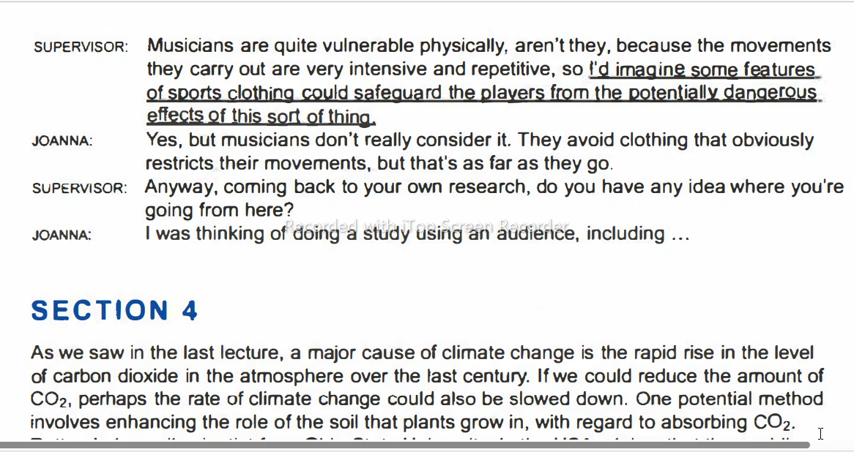 SUPERVISOR: Musicians are quite vulnerable physically, aren't they, because the movements
they carry out are very intensive and repetitive, so I'd imagine some features
of sports clothing could safeguard the players from the potentially dangerous
effects of this sort of thing.
JOANNA: Yes, but musicians don't really consider it. They avoid clothing that obviously
restricts their movements, but that's as far as they go.
SUPERVISOR: Anyway, coming back to your own research, do you have any idea where you're
going from here?
Recorded with iTop Screen Recorder
JOANNA: I was thinking of doing a study using an audience, including ...
SECTION 4
As we saw in the last lecture, a major cause of climate change is the rapid rise in the level
of carbon dioxide in the atmosphere over the last century. If we could reduce the amount of
CO₂, perhaps the rate of climate change could also be slowed down. One potential method
involves enhancing the role of the soil that plants grow in, with regard to absorbing CO₂.